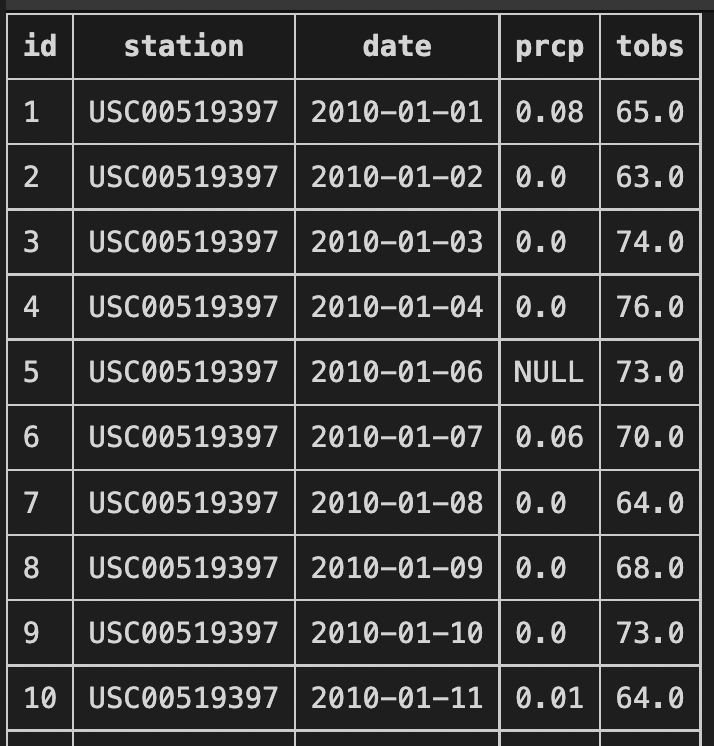 id station date prcp tobs
1 USC00519397 2010-01-01 0.08 65.0
2 USC00519397 2010-01-02 0.0 63.0
3 USC00519397 2010-01-03 0.0 74.0
4 USC00519397 2010-01-04 0.0 76.0
5 USC00519397 2010-01-06 NULL 73.0
6 USC00519397 2010-01-07 0.06 70.0
7 USC00519397 2010-01-08 0.0 64.0
8 USC00519397 2010-01-09 0.0 68.0
9 USC00519397 2010-01-10 0.0 73.0
10 USC00519397 2010-01-11 0.01 64.0